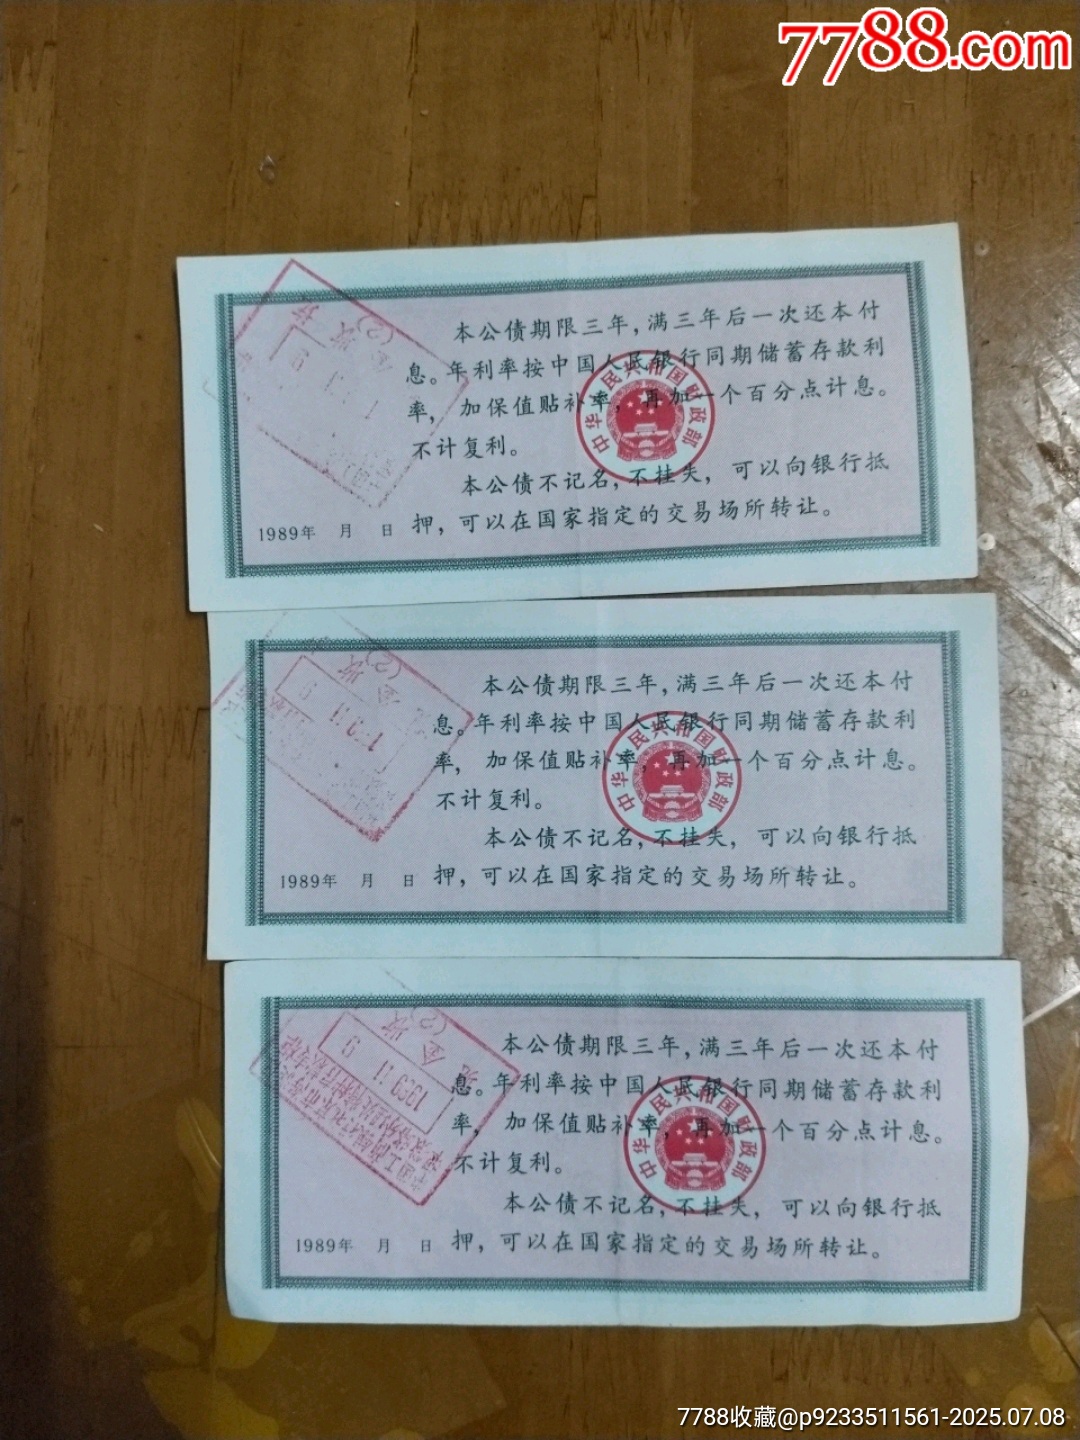 7788.com
本公债期限三年，满三年后一次还本付
息。年利率按中国人民银行同期储蓄存款利
率，加保值贴补率，再加一个百分点计息。
不计复利。
本公债不记名，不挂失，可以向银行抵
押，可以在国家指定的交易场所转让。
1989年 月 日
中华人民共和国财政部
(2)
本公债期限三年，满三年后一次还本付
息。年利率按中国人民银行同期储蓄存款利
率，加保值贴补率，再加一个百分点计息。
不计复利。
本公债不记名，不挂失，可以向银行抵
押，可以在国家指定的交易场所转让。
1989年 月 日
中华人民共和国财政部
(2)
本公债期限三年，满三年后一次还本付
息。年利率按中国人民银行同期储蓄存款利
率，加保值贴补率，再加一个百分点计息。
不计复利。
本公债不记名，不挂失，可以向银行抵
押，可以在国家指定的交易场所转让。
1989年 月 日
中华人民共和国财政部
1989 11 9
(2)
7788收藏@p9233511561-2025.07.08